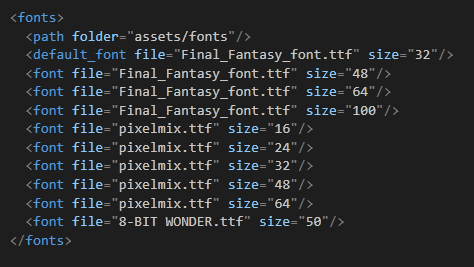 <fonts>
<path folder="assets/fonts"/>
<default_font file="Final_Fantasy_font.ttf" size="32"/>
<font file="Final_Fantasy_font.ttf" size="48"/>
<font file="Final_Fantasy_font.ttf" size="64"/>
<font file="Final_Fantasy_font.ttf" size="100"/>
<font file="pixelmix.ttf" size="16"/>
<font file="pixelmix.ttf" size="24"/>
<font file="pixelmix.ttf" size="32"/>
<font file="pixelmix.ttf" size="48"/>
<font file="pixelmix.ttf" size="64"/>
<font file="8-BIT WONDER.ttf" size="50"/>
</fonts>